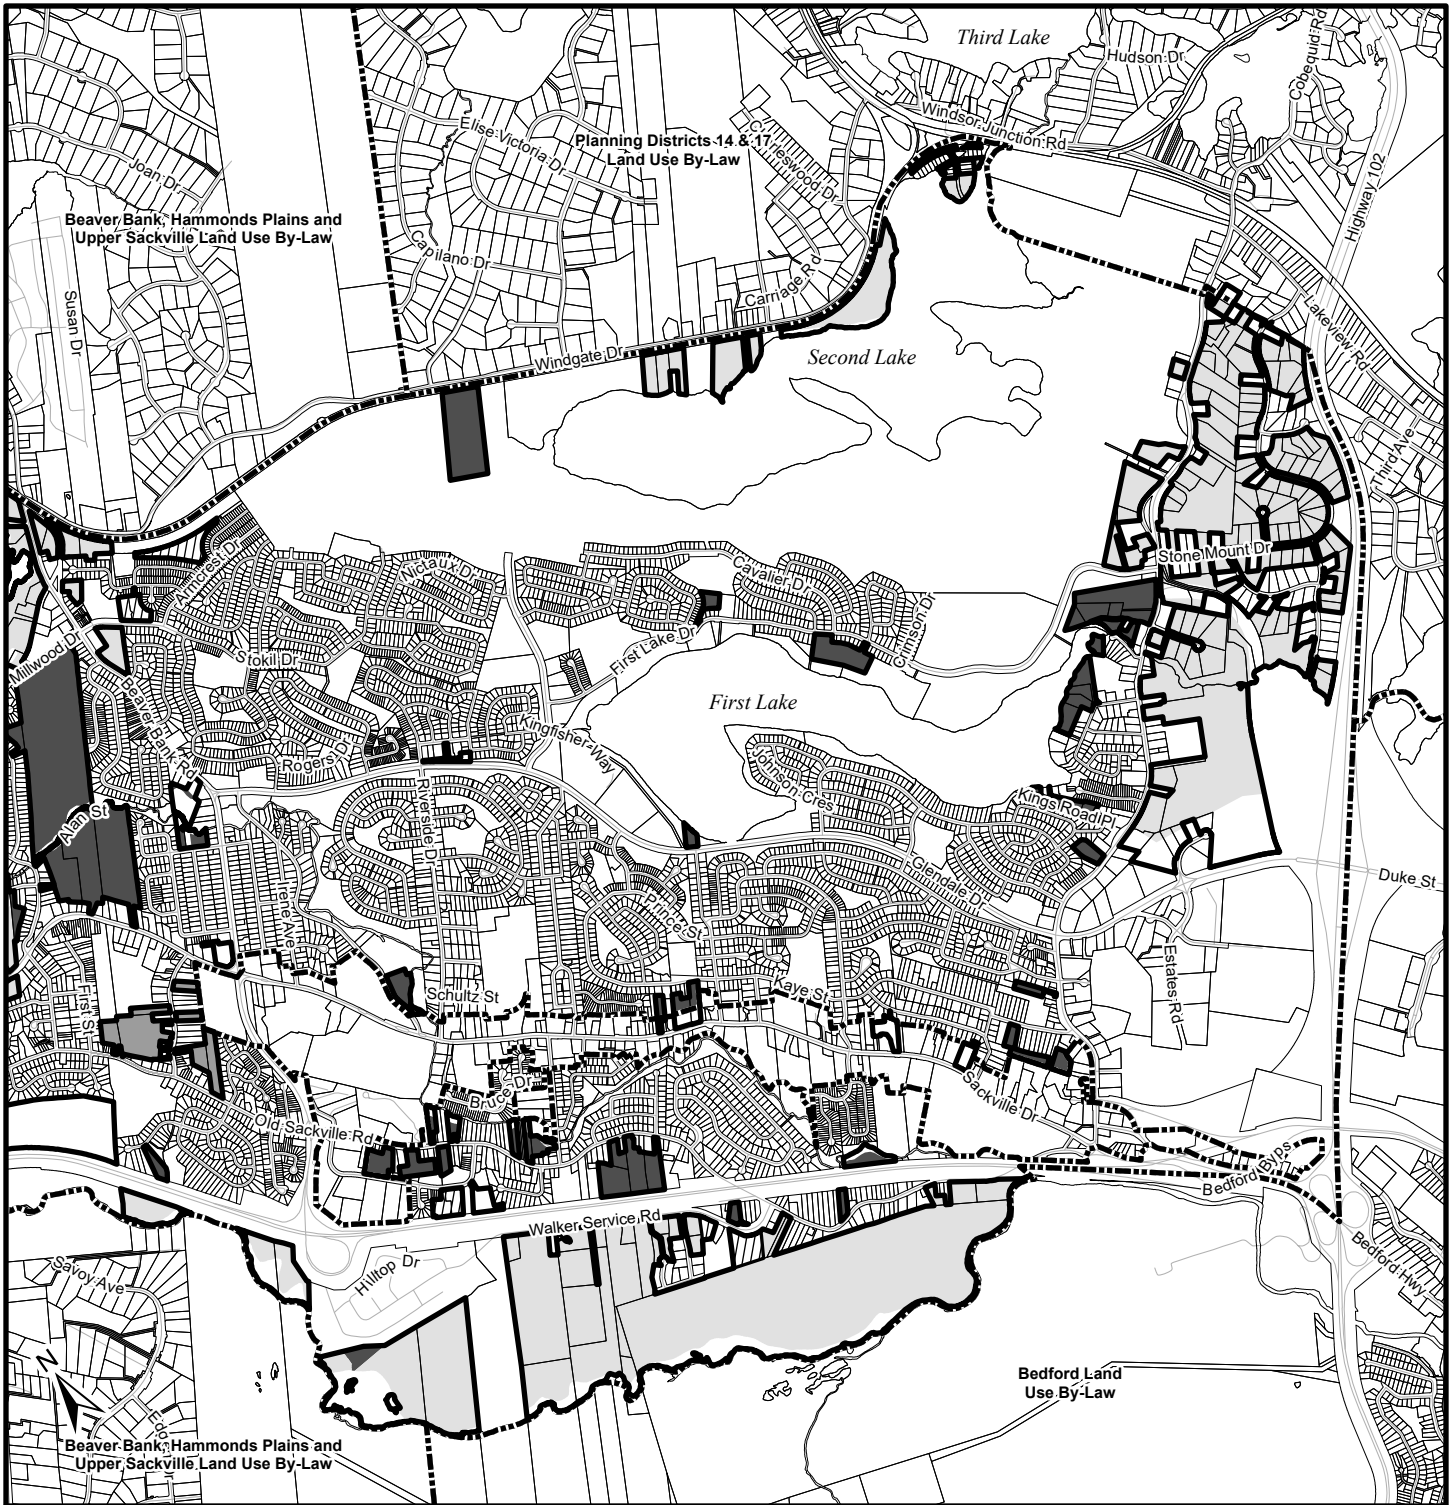 Third Lake
Hudson Dr
Cobequid Rd
Windsor Junction Rd
Elise Victoria Dr
Planning Districts 14 & 17
Land Use By-Law
Charleswood Dr
Joan Dr
Highway 102
Beaver Bank, Hammonds Plains and
Upper Sackville Land Use By-Law
Capilano Dr
Carriage Rd
Susan Dr
Lakeview Rd
Windgate Dr
Second Lake
Third Ave
Armcrest Dr
Nictaux Dr
Cavalier Dr
Stone Mount Dr
Crimson Dr
Millwood Dr
Stokil Dr
First Lake Dr
Beaver Bank Rd
First Lake
Kingfisher Way
Rogers Dr
Johnson Cres
Riverside Dr
Kings Road Pl
Alan St
Glendale Dr
Duke St
Irene Ave
Prince St
Estates Rd
First St
Schultz St
Kaye St
Bruce Dr
Sackville Dr
Old Sackville Rd
Bedford Byps
Walker Service Rd
Bedford Hwy
Savoy Ave
Hilltop Dr
N
Bedford Land
Use By-Law
Beaver Bank, Hammonds Plains and
Upper Sackville Land Use By-Law